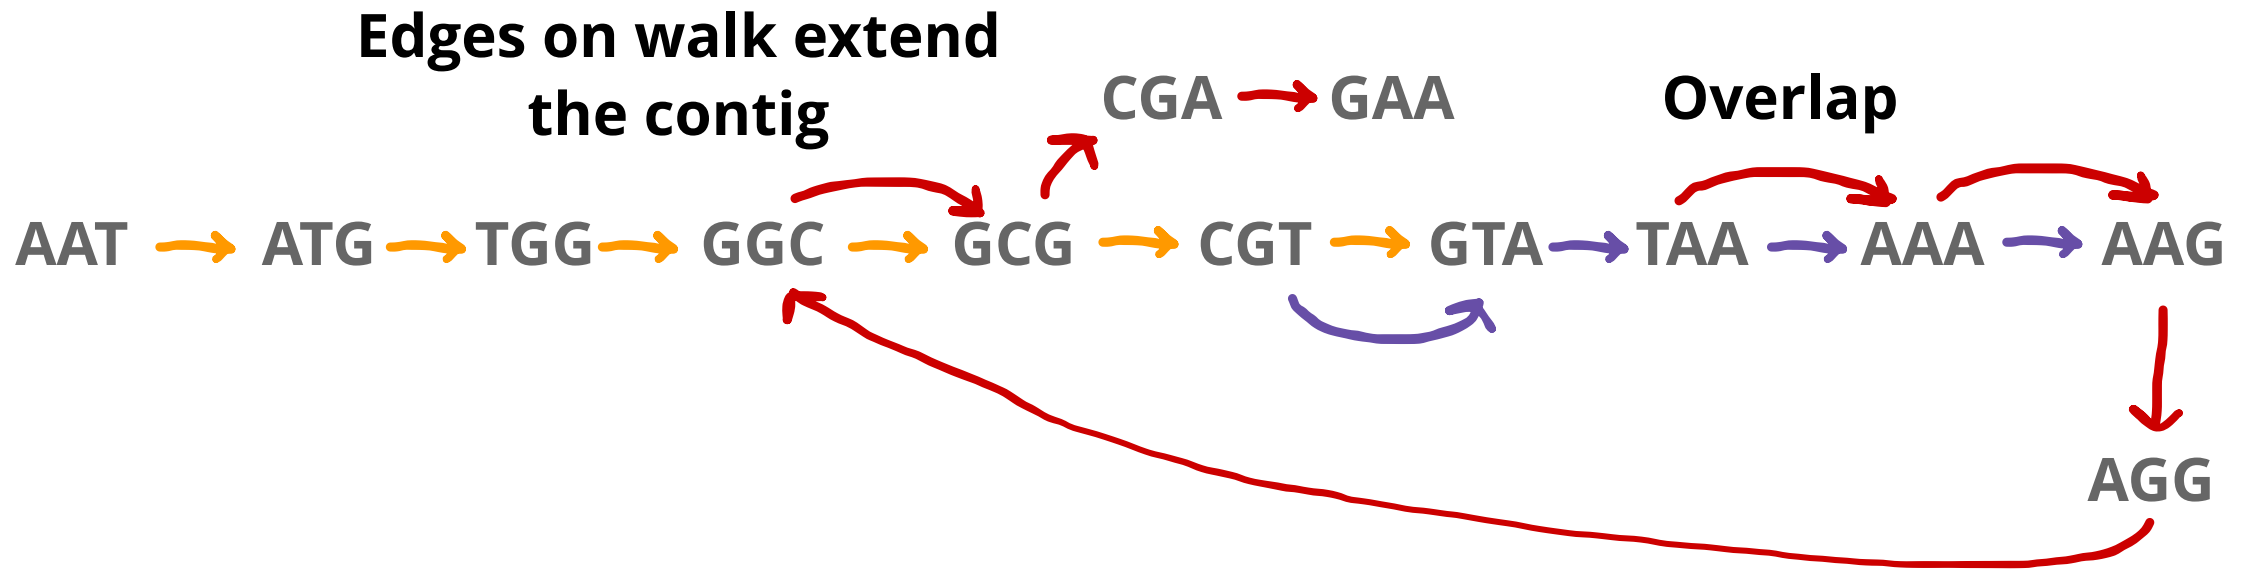 Edges on walk extend
the contig
CGA GAA
Overlap
AAT ATG TGG GGC GCG CGT GTA TAA AAA AAG
AGG